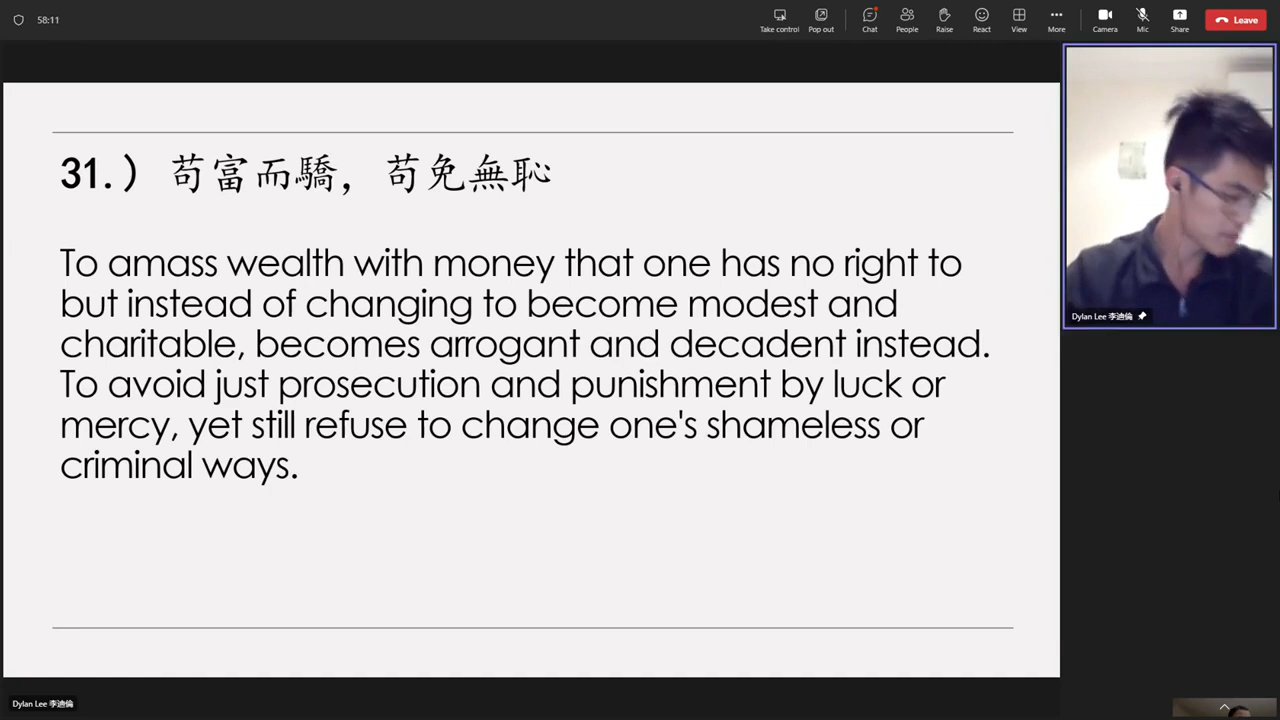 58:11
Take control
Pop out
Chat
People
Raise
React
View
More
Camera
Mic
Share
Leave
31.) 苟富而驕，苟免無恥
To amass wealth with money that one has no right to
but instead of changing to become modest and
charitable, becomes arrogant and decadent instead.
To avoid just prosecution and punishment by luck or
mercy, yet still refuse to change one's shameless or
criminal ways.
Dylan Lee 李迪倫
Dylan Lee 李迪倫